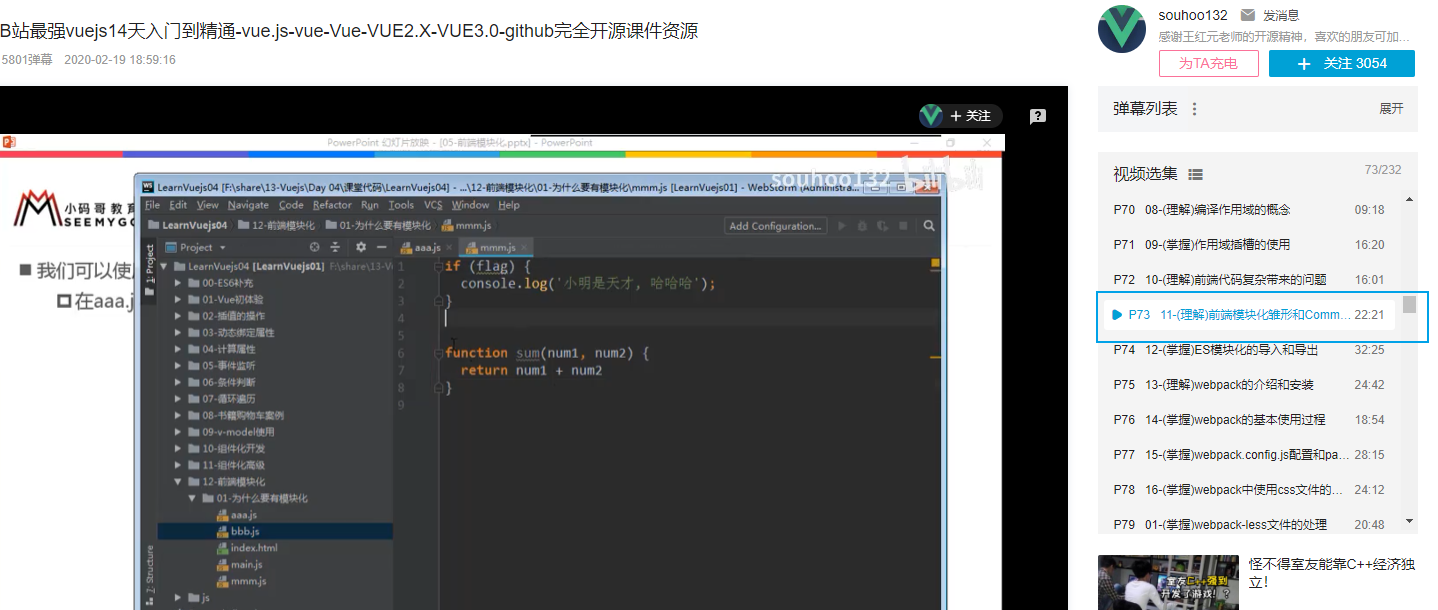 B站最强vuejs14天入门到精通-vue.js-vue-Vue-VUE2.X-VUE3.0-github完全开源课件资源
5801弹幕 2020-02-19 18:59:16
souhoo132 发消息
感谢王红元老师的开源精神，喜欢的朋友可加...
为TA充电
+ 关注 3054
+ 关注
PowerPoint 幻灯片放映 - [05-前端模块化.pptx] - PowerPoint
souhoo132 bilibili
小码哥教育
SEEMYGO
我们可以使
在aaa.j
LearnVuejs04 [F:\share\13-Vuejs\Day 04\课堂代码\LearnVuejs04] - ...\12-前端模块化\01-为什么要有模块化\mmm.js [LearnVuejs01] - WebStorm (Administra...
File Edit View Navigate Code Refactor Run Tools VCS Window Help
LearnVuejs04 12-前端模块化 01-为什么要有模块化 mmm.js Add Configuration...
1: Project
Project aaa.js mmm.js
LearnVuejs04 [LearnVuejs01] F:\share\13-V
00-ES6补充
01-Vue初体验
02-插值的操作
03-动态绑定属性
04-计算属性
05-事件监听
06-条件判断
07-循环遍历
08-书籍购物车案例
09-v-model使用
10-组件化开发
11-组件化高级
12-前端模块化
01-为什么要有模块化
aaa.js
bbb.js
index.html
main.js
mmm.js
js
Z: Structure
1 if (flag) {
2 console.log('小明是天才, 哈哈哈');
3 }
4
5
6 function sum(num1, num2) {
7 return num1 + num2
8 }
9
弹幕列表 展开
视频选集 73/232
P70 08-(理解)编译作用域的概念 09:18
P71 09-(掌握)作用域插槽的使用 16:20
P72 10-(理解)前端代码复杂带来的问题 16:01
P73 11-(理解)前端模块化雏形和Comm... 22:21
P74 12-(掌握)ES模块化的导入和导出 32:25
P75 13-(理解)webpack的介绍和安装 24:42
P76 14-(掌握)webpack的基本使用过程 18:54
P77 15-(掌握)webpack.config.js配置和pa... 28:15
P78 16-(掌握)webpack中使用css文件的... 24:12
P79 01-(掌握)webpack-less文件的处理 20:48
室友C++强到
开发了游戏！？
怪不得室友能靠C++经济独
立！